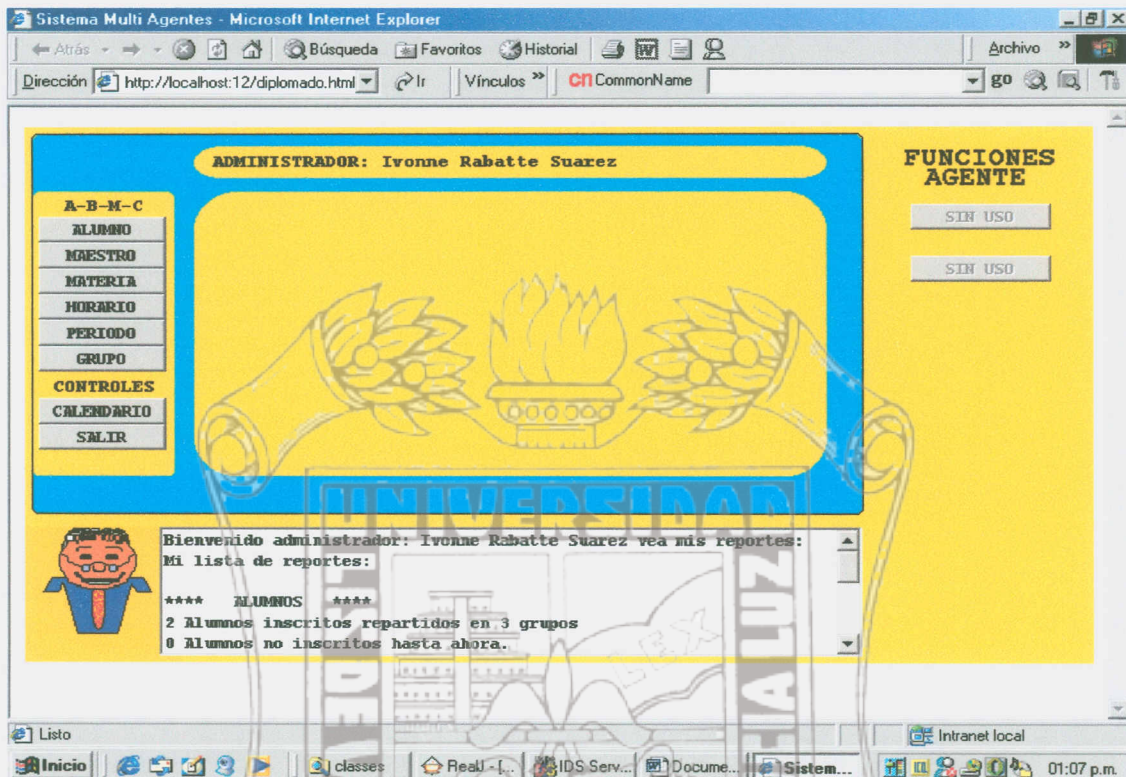 Sistema Multi Agentes - Microsoft Internet Explorer
Atrás Búsqueda Favoritos Historial Archivo »
Dirección http://localhost:12/diplomado.html Ir Vínculos » cn CommonName go
ADMINISTRADOR: Ivonne Rabatte Suarez
FUNCIONES
AGENTE
A-B-M-C
ALUMNO
MAESTRO
MATERIA
HORARIO
PERIODO
GRUPO
CONTROLES
CALENDARIO
SALIR
SIN USO
SIN USO
UNIVERSIDAD
LEX
Bienvenido administrador: Ivonne Rabatte Suarez vea mis reportes:
Mi lista de reportes:
**** ALUMNOS ****
2 Alumnos inscritos repartidos en 3 grupos
0 Alumnos no inscritos hasta ahora.
Listo Intranet local
Inicio classes RealJ - [... IDS Serv... Docume... Sistem... 01:07 p.m.